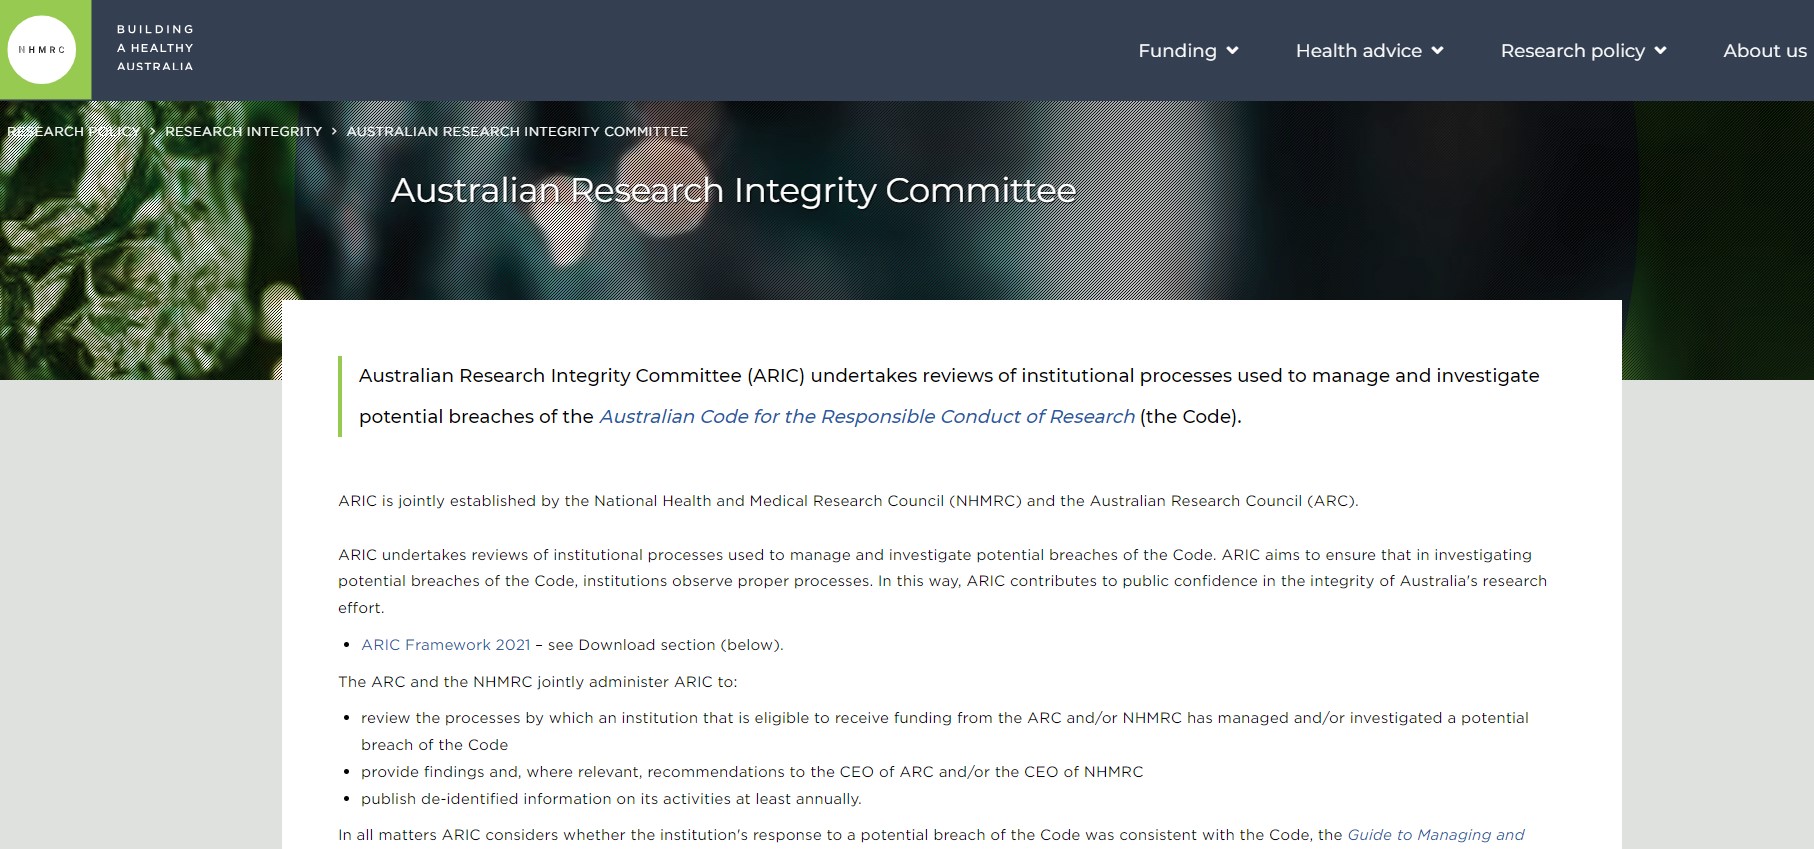 NHMRC
BUILDING
A HEALTHY
AUSTRALIA
Funding
Health advice
Research policy
About us
RESEARCH POLICY > RESEARCH INTEGRITY > AUSTRALIAN RESEARCH INTEGRITY COMMITTEE
Australian Research Integrity Committee
Australian Research Integrity Committee (ARIC) undertakes reviews of institutional processes used to manage and investigate
potential breaches of the Australian Code for the Responsible Conduct of Research (the Code).
ARIC is jointly established by the National Health and Medical Research Council (NHMRC) and the Australian Research Council (ARC).
ARIC undertakes reviews of institutional processes used to manage and investigate potential breaches of the Code. ARIC aims to ensure that in investigating
potential breaches of the Code, institutions observe proper processes. In this way, ARIC contributes to public confidence in the integrity of Australia's research
effort.
• ARIC Framework 2021 – see Download section (below).
The ARC and the NHMRC jointly administer ARIC to:
• review the processes by which an institution that is eligible to receive funding from the ARC and/or NHMRC has managed and/or investigated a potential
breach of the Code
• provide findings and, where relevant, recommendations to the CEO of ARC and/or the CEO of NHMRC
• publish de-identified information on its activities at least annually.
In all matters ARIC considers whether the institution's response to a potential breach of the Code was consistent with the Code, the Guide to Managing and